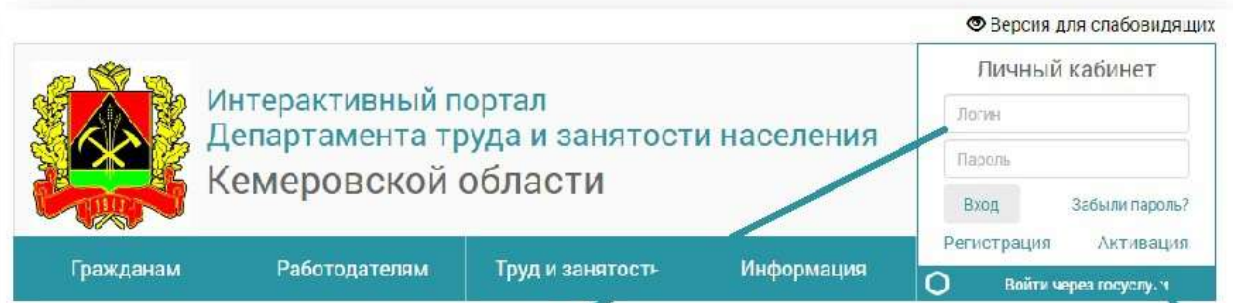 Версия для слабовидящих
Интерактивный портал
Департамента труда и занятости населения
Кемеровской области
Личный кабинет
Логин
Пароль
Вход Забыли пароль?
Регистрация Активация
Войти через
Гражданам Работодателям Труд и занятость Информация